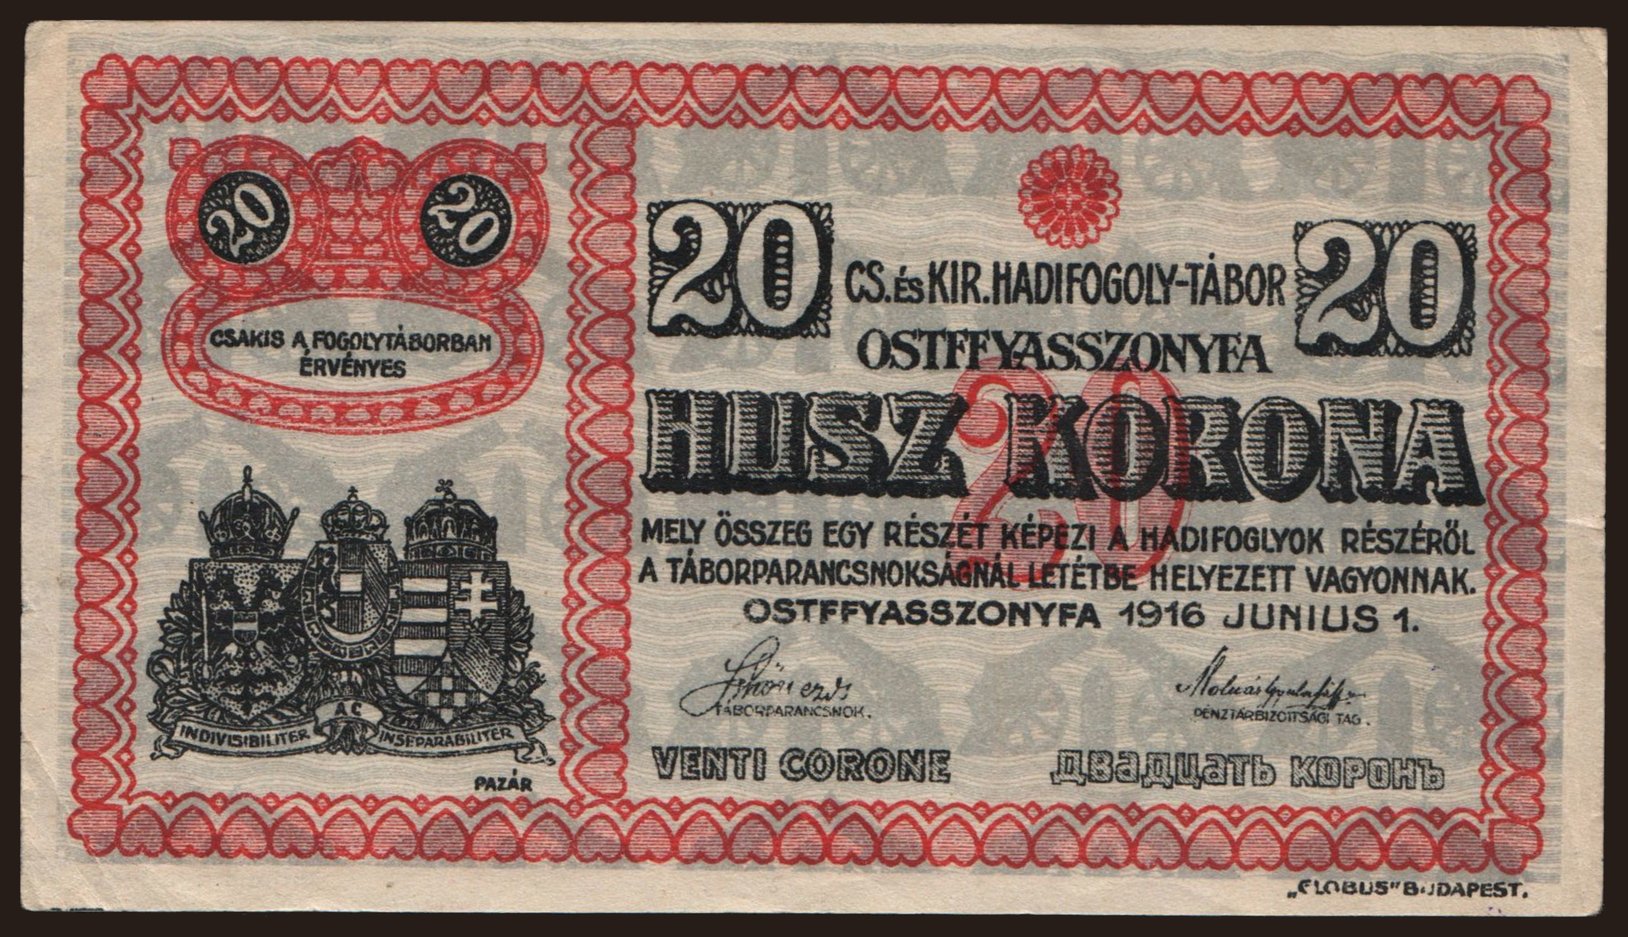 20 20
CSAKIS A FOGOLYTÁBORBAN
ÉRVÉNYES
INDIVISIBILITER AC INSEPARABILITER
PAZÁR
20 20
CS. és KIR. HADIFOGOLY-TÁBOR
OSTFFYASSZONYFA
HUSZ KORONA
20
MELY ÖSSZEG EGY RÉSZÉT KÉPEZI A HADIFOGLYOK RÉSZÉRŐL
A TÁBORPARANCSNOKSÁGNÁL LETÉTBE HELYEZETT VAGYONNAK.
OSTFFYASSZONYFA 1916 JUNIUS 1.
TÁBORPARANCSNOK.
PÉNZTÁRBIZOTTSÁGI TAG.
VENTI CORONE
ДВАДЦАТЬ КОРОНЪ
„GLOBUS" BUDAPEST.